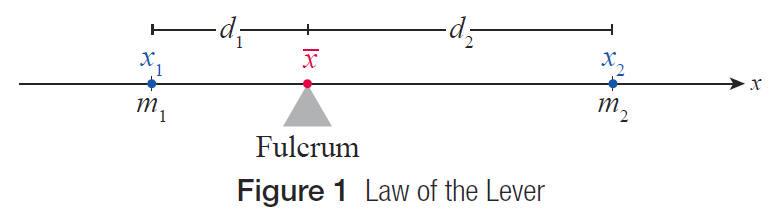 d₁ d₂
x₁ x̅ x₂
x
m₁ m₂
Fulcrum
Figure 1 Law of the Lever